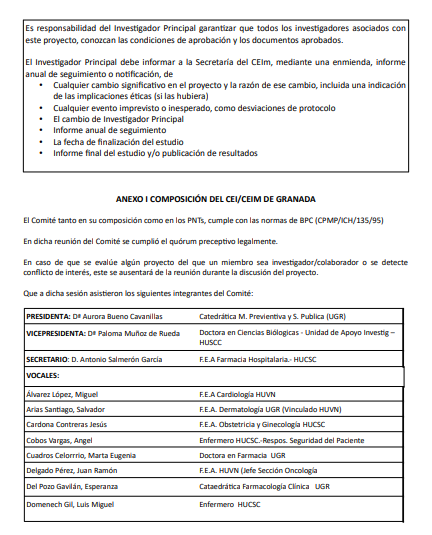 Es responsabilidad del Investigador Principal garantizar que todos los investigadores asociados con
este proyecto, conozcan las condiciones de aprobación y los documentos aprobados.
El Investigador Principal debe informar a la Secretaría del CEIm, mediante una enmienda, informe
anual de seguimiento o notificación, de
• Cualquier cambio significativo en el proyecto y la razón de ese cambio, incluida una indicación
de las implicaciones éticas (si las hubiera)
• Cualquier evento imprevisto o inesperado, como desviaciones de protocolo
• El cambio de Investigador Principal
• Informe anual de seguimiento
• La fecha de finalización del estudio
• Informe final del estudio y/o publicación de resultados
ANEXO I COMPOSICIÓN DEL CEI/CEIM DE GRANADA
El Comité tanto en su composición como en los PNTs, cumple con las normas de BPC (CPMP/ICH/135/95)
En dicha reunión del Comité se cumplió el quórum preceptivo legalmente.
En caso de que se evalúe algún proyecto del que un miembro sea investigador/colaborador o se detecte
conflicto de interés, este se ausentará de la reunión durante la discusión del proyecto.
Que a dicha sesión asistieron los siguientes integrantes del Comité:
PRESIDENTA: Dª Aurora Bueno Cavanillas Catedrática M. Previentiva y S. Publica (UGR)
VICEPRESIDENTA: Dª Paloma Muñoz de Rueda Doctora en Ciencias Biólogicas - Unidad de Apoyo Investig –
HUSCC
SECRETARIO: D. Antonio Salmerón García F.E.A Farmacia Hospitalaria.- HUCSC
VOCALES:
Álvarez López, Miguel F.E.A Cardiología HUVN
Arias Santiago, Salvador F.E.A. Dermatología UGR (Vinculado HUVN)
Cardona Contreras Jesús F.E.A. Obstetricia y Ginecología HUCSC
Cobos Vargas, Angel Enfermero HUCSC.-Respos. Seguridad del Paciente
Cuadros Celorrrio, Marta Eugenia Doctora en Farmacia UGR
Delgado Pérez, Juan Ramón F.E.A. HUVN (Jefe Sección Oncología
Del Pozo Gavilán, Esperanza Cataedrática Farmacología Clínica UGR
Domenech Gil, Luis Miguel Enfermero HUCSC